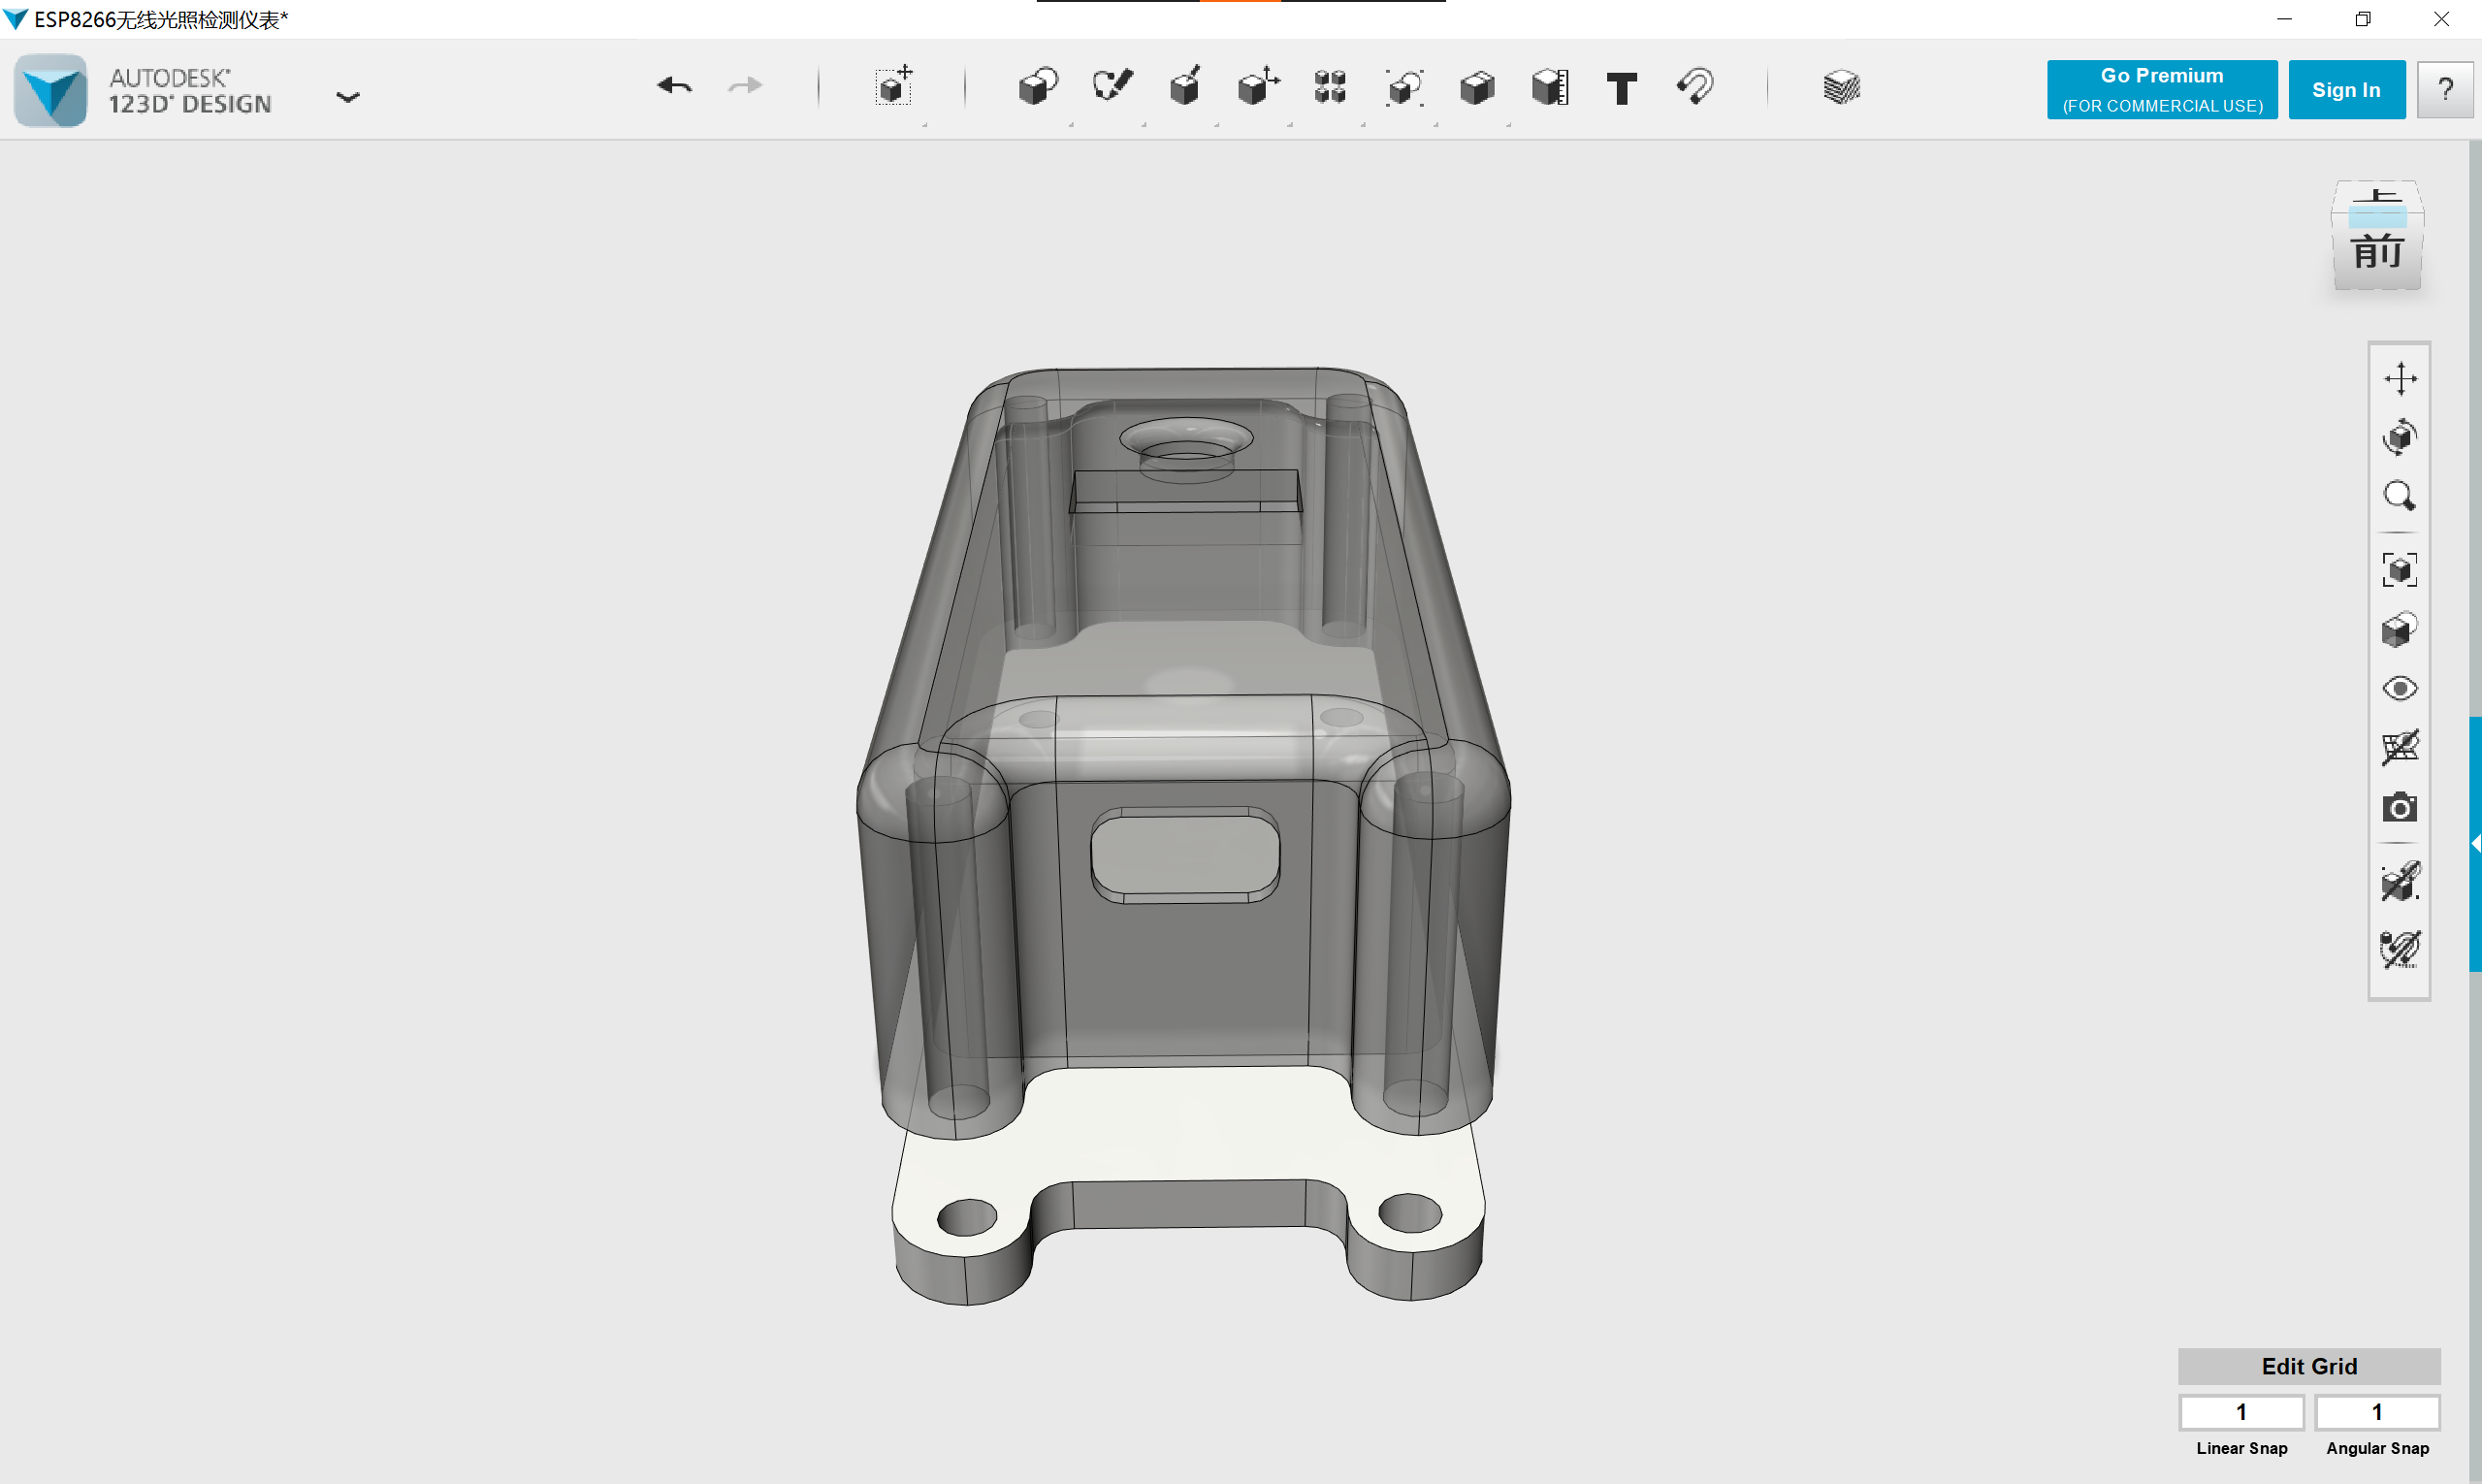 ESP8266无线光照检测仪表*
AUTODESK®
123D® DESIGN
T
Go Premium
(FOR COMMERCIAL USE)
Sign In
?
上
前
Edit Grid
1
1
Linear Snap
Angular Snap